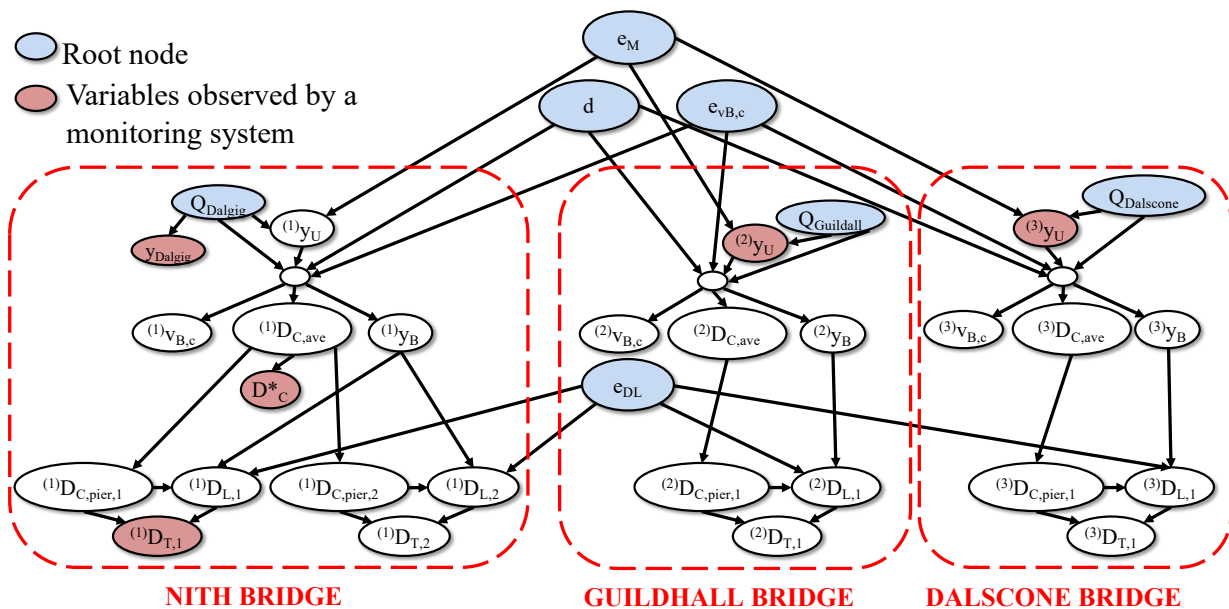 Root node
Variables observed by a
monitoring system
e_M
d
e_vB,c
Q_Dalgig
(1)y_U
y_Dalgig
Q_Guildall
(2)y_U
Q_Dalscone
(3)y_U
(1)v_B,c
(1)D_C,ave
(1)y_B
(2)v_B,c
(2)D_C,ave
(2)y_B
(3)v_B,c
(3)D_C,ave
(3)y_B
D*_C
e_DL
(1)D_C,pier,1
(1)D_L,1
(1)D_C,pier,2
(1)D_L,2
(2)D_C,pier,1
(2)D_L,1
(3)D_C,pier,1
(3)D_L,1
(1)D_T,1
(1)D_T,2
(2)D_T,1
(3)D_T,1
NITH BRIDGE
GUILDHALL BRIDGE
DALSCONE BRIDGE